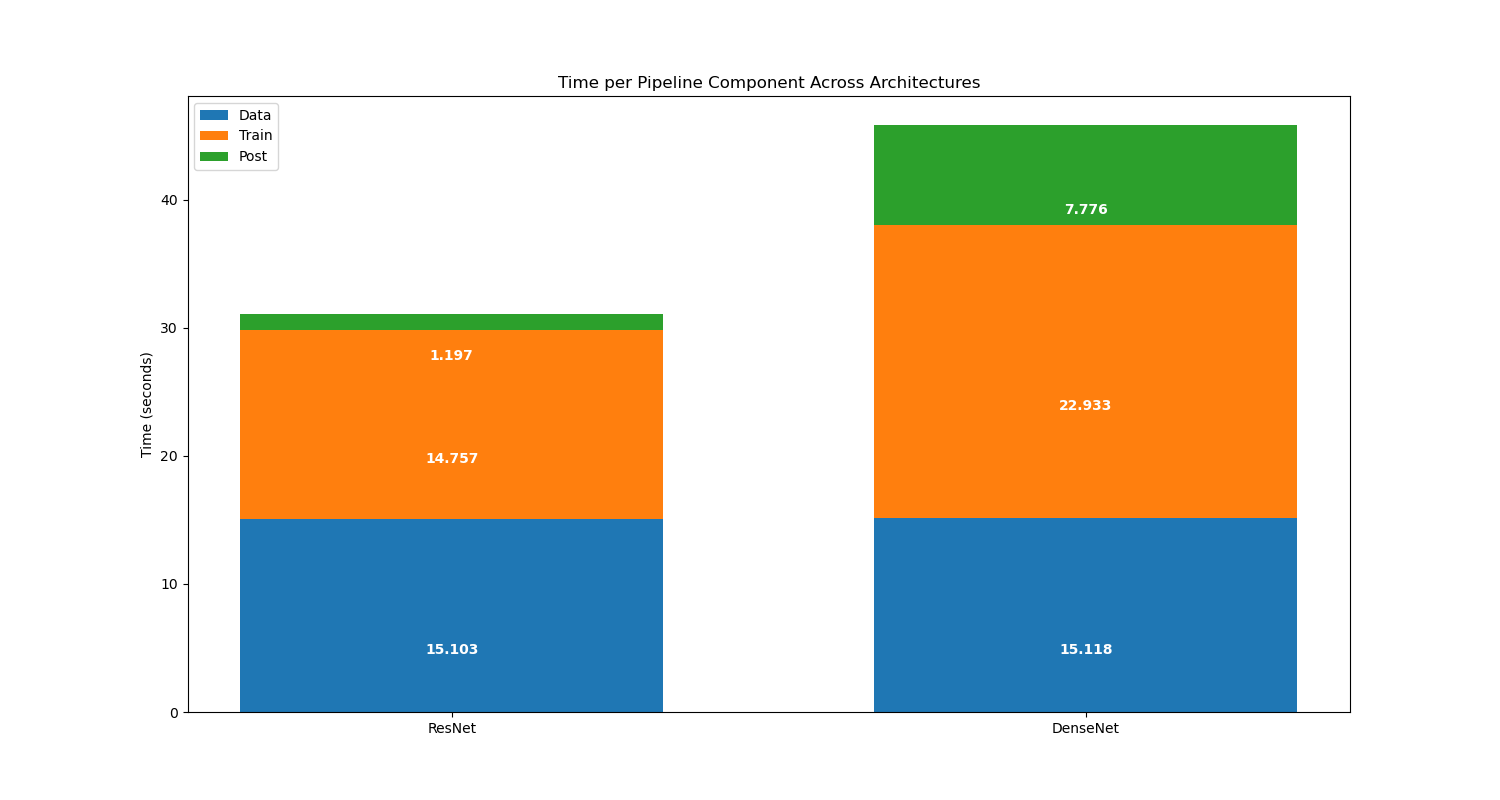 Time per Pipeline Component Across Architectures
Data
Train
Post
Time (seconds)
40
30
20
10
0
7.776
1.197
22.933
14.757
15.103
15.118
ResNet
DenseNet